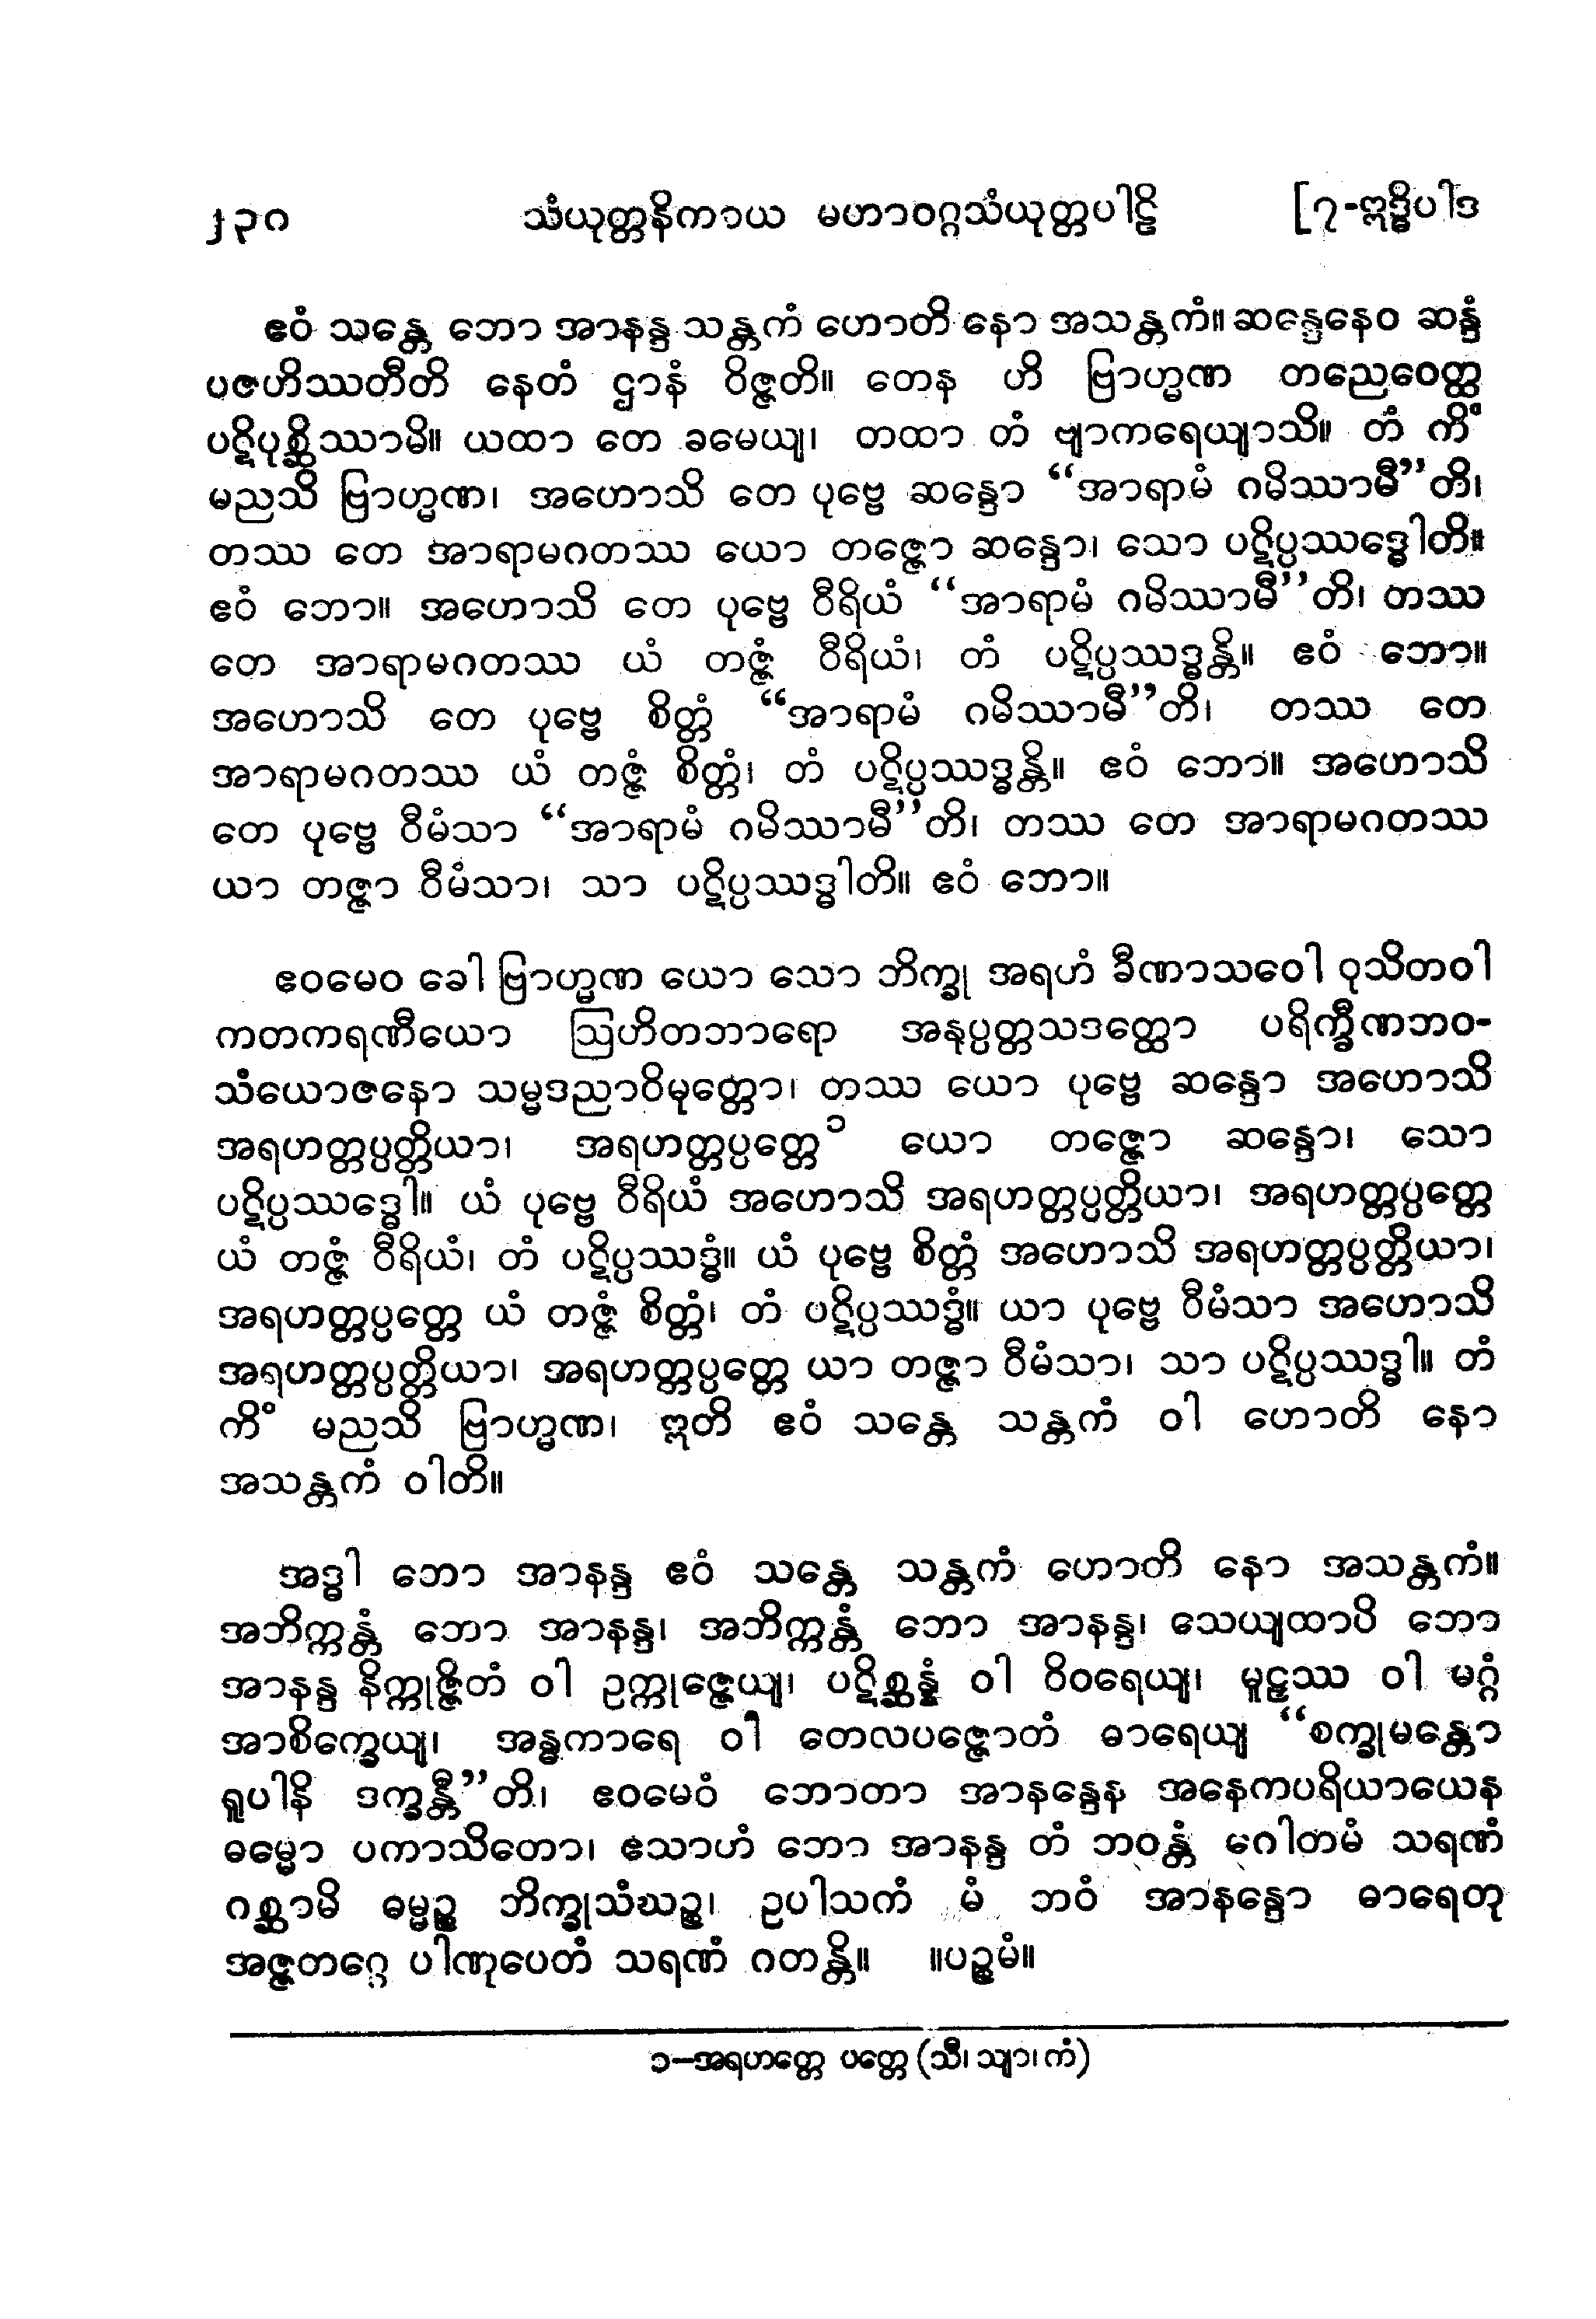 ၂၃ဂ သံယုတ္တနိကာယ မဟာဝဂ္ဂသံယုတ္တပါဠိ [၇-ဣဒ္ဓိပါဒ
ဧဝံ သန္တေ ဘော အာနန္ဒ သန္တကံ ဟောတိ နော အသန္တကံ။ ဆန္ဒေနေဝ ဆန္ဒံ
ပဇဟိဿတီတိ နေတံ ဌာနံ ဝိဇ္ဇတိ။ တေန ဟိ ဗြာဟ္မဏ တညေဝေတ္ထ
ပဋိပုစ္ဆိဿာမိ။ ယထာ တေ ခမေယျ၊ တထာ တံ ဗျာကရေယျာသိ။ တံ ကိံ
မညသိ ဗြာဟ္မဏ၊ အဟောသိ တေ ပုဗ္ဗေ ဆန္ဒော “အာရာမံ ဂမိဿာမီ”တိ၊
တဿ တေ အာရာမဂတဿ ယော တဇ္ဇော ဆန္ဒော၊ သော ပဋိပ္ပဿဒ္ဓေါတိ။
ဧဝံ ဘော။ အဟောသိ တေ ပုဗ္ဗေ ဝီရိယံ “အာရာမံ ဂမိဿာမီ”တိ၊ တဿ
တေ အာရာမဂတဿ ယံ တဇ္ဇံ ဝီရိယံ၊ တံ ပဋိပ္ပဿဒ္ဓန္တိ။ ဧဝံ ဘော။
အဟောသိ တေ ပုဗ္ဗေ စိတ္တံ “အာရာမံ ဂမိဿာမီ”တိ၊ တဿ တေ
အာရာမဂတဿ ယံ တဇ္ဇံ စိတ္တံ၊ တံ ပဋိပ္ပဿဒ္ဓန္တိ။ ဧဝံ ဘော။ အဟောသိ
တေ ပုဗ္ဗေ ဝီမံသာ “အာရာမံ ဂမိဿာမီ”တိ၊ တဿ တေ အာရာမဂတဿ
ယာ တဇ္ဇာ ဝီမံသာ၊ သာ ပဋိပ္ပဿဒ္ဓါတိ။ ဧဝံ ဘော။
ဧဝမေဝ ခေါ ဗြာဟ္မဏ ယော သော ဘိက္ခု အရဟံ ခီဏာသဝေါ ဝုသိတဝါ
ကတကရဏီယော ဩဟိတဘာရော အနုပ္ပတ္တသဒတ္ထော ပရိက္ခီဏဘဝ-
သံယောဇနော သမ္မဒညာဝိမုတ္တော၊ တဿ ယော ပုဗ္ဗေ ဆန္ဒော အဟောသိ
အရဟတ္တပ္ပတ္တိယာ၊ အရဟတ္တပ္ပတ္တေ ၁ ယော တဇ္ဇော ဆန္ဒော၊ သော
ပဋိပ္ပဿဒ္ဓေါ။ ယံ ပုဗ္ဗေ ဝီရိယံ အဟောသိ အရဟတ္တပ္ပတ္တိယာ၊ အရဟတ္တပ္ပတ္တေ
ယံ တဇ္ဇံ ဝီရိယံ၊ တံ ပဋိပ္ပဿဒ္ဓံ။ ယံ ပုဗ္ဗေ စိတ္တံ အဟောသိ အရဟတ္တပ္ပတ္တိယာ၊
အရဟတ္တပ္ပတ္တေ ယံ တဇ္ဇံ စိတ္တံ၊ တံ ပဋိပ္ပဿဒ္ဓံ။ ယာ ပုဗ္ဗေ ဝီမံသာ အဟောသိ
အရဟတ္တပ္ပတ္တိယာ၊ အရဟတ္တပ္ပတ္တေ ယာ တဇ္ဇာ ဝီမံသာ၊ သာ ပဋိပ္ပဿဒ္ဓါ။ တံ
ကိံ မညသိ ဗြာဟ္မဏ၊ ဣတိ ဧဝံ သန္တေ သန္တကံ ဝါ ဟောတိ နော
အသန္တကံ ဝါတိ။
အဒ္ဓါ ဘော အာနန္ဒ ဧဝံ သန္တေ သန္တကံ ဟောတိ နော အသန္တကံ။
အဘိက္ကန္တံ ဘော အာနန္ဒ၊ အဘိက္ကန္တံ ဘော အာနန္ဒ၊ သေယျထာပိ ဘော
အာနန္ဒ နိက္ကုဇ္ဇိတံ ဝါ ဥက္ကုဇ္ဇေယျ၊ ပဋိစ္ဆန္နံ ဝါ ဝိဝရေယျ၊ မူဠှဿ ဝါ မဂ္ဂံ
အာစိက္ခေယျ၊ အန္ဓကာရေ ဝါ တေလပဇ္ဇောတံ ဓာရေယျ “စက္ခုမန္တော
ရူပါနိ ဒက္ခန္တီ”တိ၊ ဧဝမေဝံ ဘောတာ အာနန္ဒေန အနေကပရိယာယေန
ဓမ္မော ပကာသိတော၊ ဧသာဟံ ဘော အာနန္ဒ တံ ဘဝန္တံ ဂေါတမံ သရဏံ
ဂစ္ဆာမိ ဓမ္မဉ္စ ဘိက္ခုသံဃဉ္စ၊ ဥပါသကံ မံ ဘဝံ အာနန္ဒော ဓာရေတု
အဇ္ဇတဂ္ဂေ ပါဏုပေတံ သရဏံ ဂတန္တိ။ ။ပဉ္စမံ။
၁–အရဟတ္တေ ပတ္တေ (သီ၊ သျာ၊ ကံ)